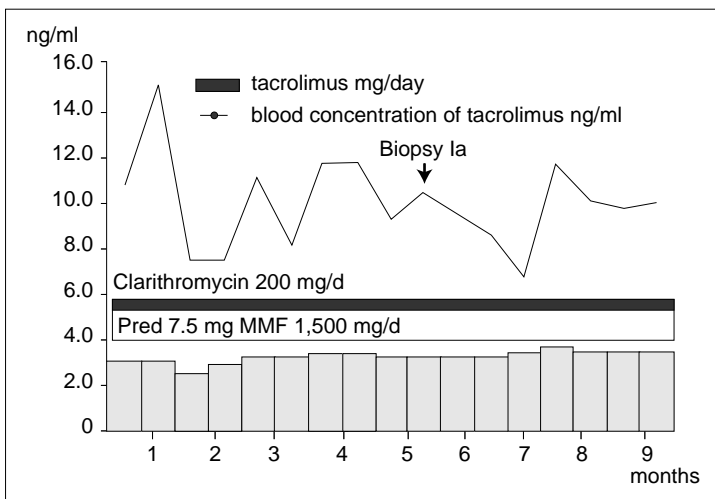 ng/ml
16.0
14.0
12.0
10.0
8.0
6.0
4.0
2.0
0
tacrolimus mg/day
blood concentration of tacrolimus ng/ml
Biopsy Ia
Clarithromycin 200 mg/d
Pred 7.5 mg MMF 1,500 mg/d
1 2 3 4 5 6 7 8 9
months